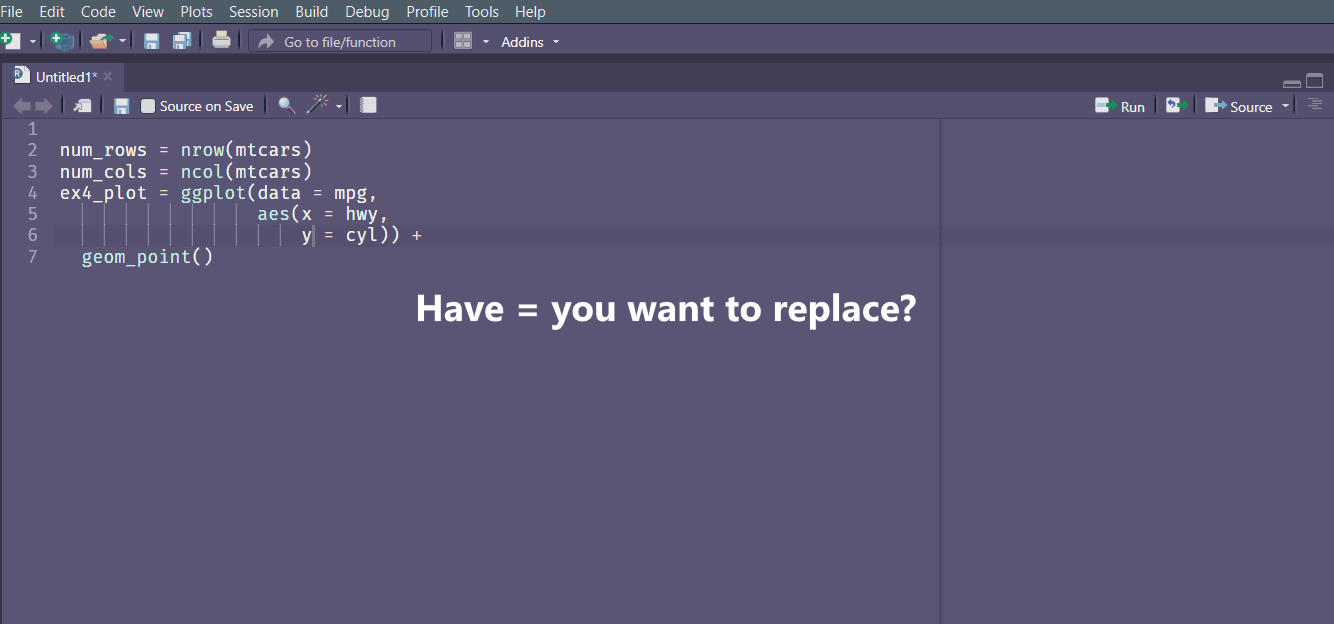 File Edit Code View Plots Session Build Debug Profile Tools Help
Go to file/function Addins
Untitled1*
Source on Save Run Source
1
2 num_rows = nrow(mtcars)
3 num_cols = ncol(mtcars)
4 ex4_plot = ggplot(data = mpg,
5 aes(x = hwy,
6 y = cyl)) +
7 geom_point()
Have = you want to replace?